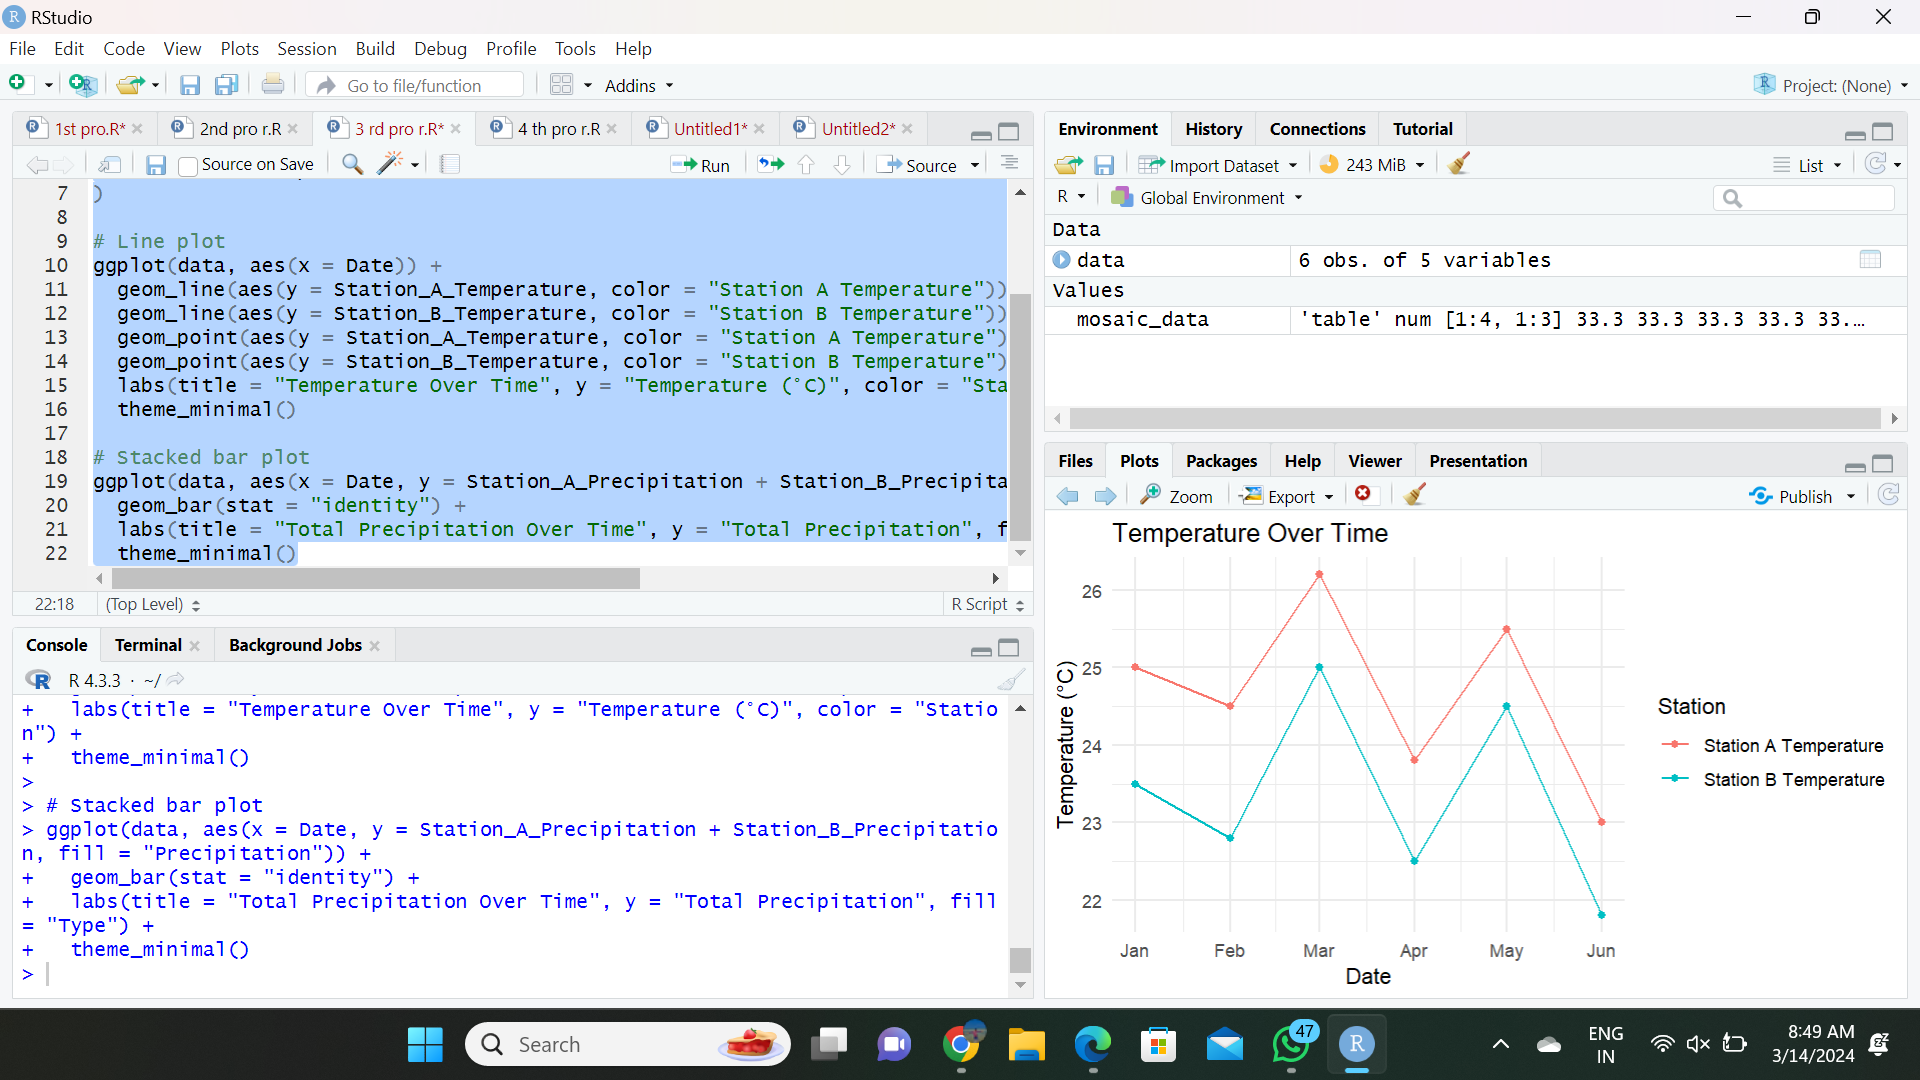 RStudio
File Edit Code View Plots Session Build Debug Profile Tools Help
Go to file/function Addins Project: (None)
1st pro.R* 2nd pro r.R 3 rd pro r.R* 4 th pro r.R Untitled1* Untitled2*
Source on Save Run Source
7 )
8
9 # Line plot
10 ggplot(data, aes(x = Date)) +
11 geom_line(aes(y = Station_A_Temperature, color = "Station A Temperature"))
12 geom_line(aes(y = Station_B_Temperature, color = "Station B Temperature"))
13 geom_point(aes(y = Station_A_Temperature, color = "Station A Temperature")
14 geom_point(aes(y = Station_B_Temperature, color = "Station B Temperature")
15 labs(title = "Temperature Over Time", y = "Temperature (°C)", color = "Sta
16 theme_minimal()
17
18 # Stacked bar plot
19 ggplot(data, aes(x = Date, y = Station_A_Precipitation + Station_B_Precipita
20 geom_bar(stat = "identity") +
21 labs(title = "Total Precipitation Over Time", y = "Total Precipitation", f
22 theme_minimal()
22:18 (Top Level) R Script
Console Terminal Background Jobs
R 4.3.3 · ~/
+ labs(title = "Temperature Over Time", y = "Temperature (°C)", color = "Statio
n") +
+ theme_minimal()
>
> # Stacked bar plot
> ggplot(data, aes(x = Date, y = Station_A_Precipitation + Station_B_Precipitatio
n, fill = "Precipitation")) +
+ geom_bar(stat = "identity") +
+ labs(title = "Total Precipitation Over Time", y = "Total Precipitation", fill
= "Type") +
+ theme_minimal()
>
Environment History Connections Tutorial
Import Dataset 243 MiB List
R Global Environment
Data
data 6 obs. of 5 variables
Values
mosaic_data 'table' num [1:4, 1:3] 33.3 33.3 33.3 33.3 33.…
Files Plots Packages Help Viewer Presentation
Zoom Export Publish
Temperature Over Time
26
25
24
23
22
Temperature (°C)
Jan Feb Mar Apr May Jun
Date
Station
Station A Temperature
Station B Temperature
Search
47
R
ENG
IN
8:49 AM
3/14/2024